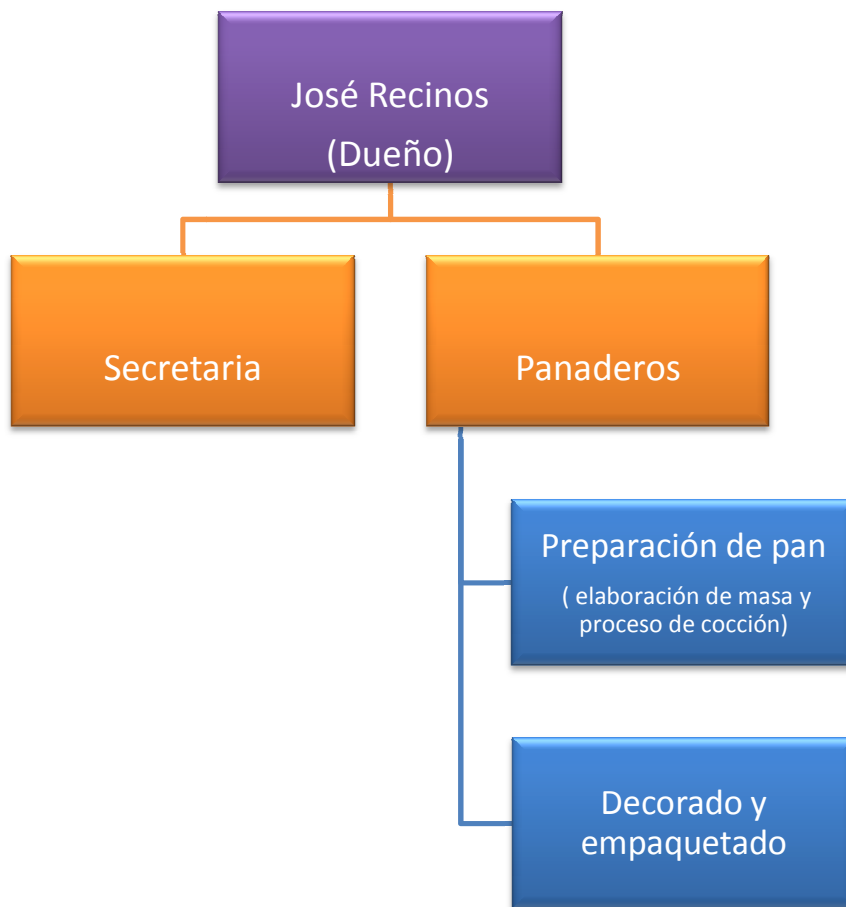 José Recinos
(Dueño)
Secretaria
Panaderos
Preparación de pan
( elaboración de masa y
proceso de cocción)
Decorado y
empaquetado